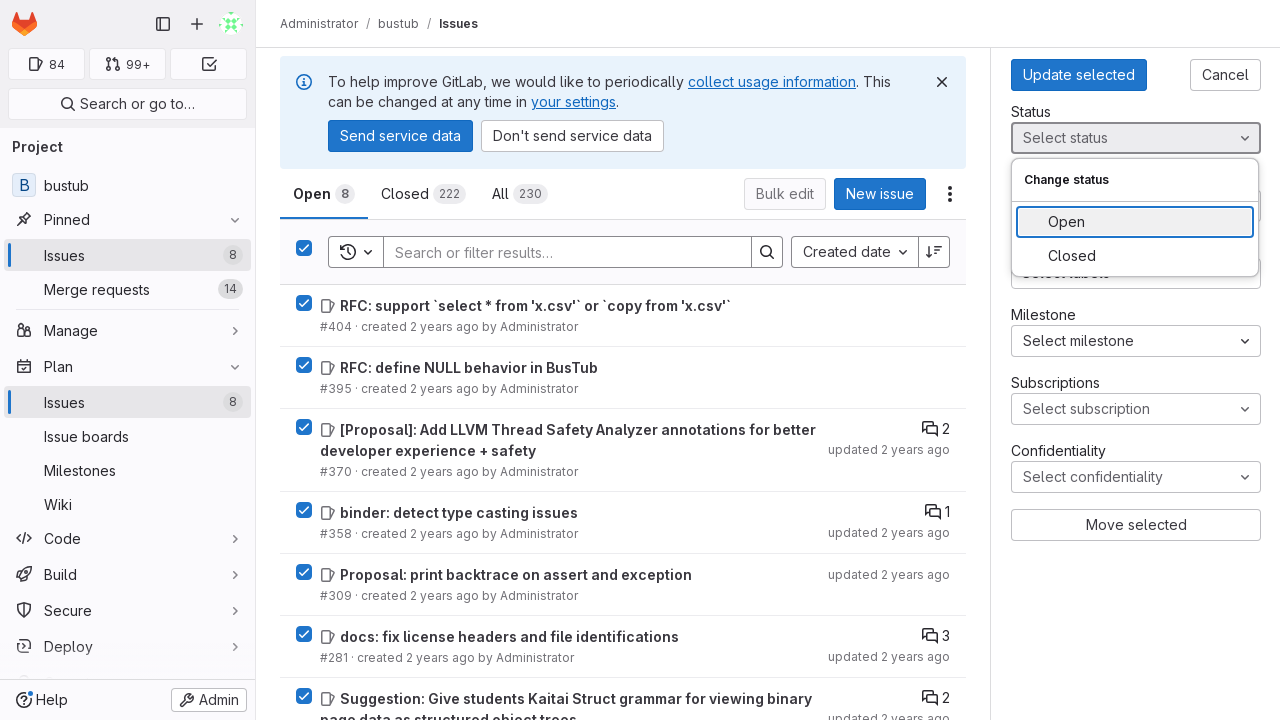 84
99+
Search or go to…
Project
B bustub
Pinned
Issues 8
Merge requests 14
Manage
Plan
Issues 8
Issue boards
Milestones
Wiki
Code
Build
Secure
Deploy
Help
Admin
Administrator / bustub / Issues
To help improve GitLab, we would like to periodically collect usage information. This
can be changed at any time in your settings.
Send service data
Don't send service data
Open 8
Closed 222
All 230
Bulk edit
New issue
Search or filter results…
Created date
RFC: support `select * from 'x.csv'` or `copy from 'x.csv'`
#404 · created 2 years ago by Administrator
RFC: define NULL behavior in BusTub
#395 · created 2 years ago by Administrator
[Proposal]: Add LLVM Thread Safety Analyzer annotations for better
developer experience + safety
#370 · created 2 years ago by Administrator
2
updated 2 years ago
binder: detect type casting issues
#358 · created 2 years ago by Administrator
1
updated 2 years ago
Proposal: print backtrace on assert and exception
#309 · created 2 years ago by Administrator
updated 2 years ago
docs: fix license headers and file identifications
#281 · created 2 years ago by Administrator
3
updated 2 years ago
Suggestion: Give students Kaitai Struct grammar for viewing binary
page data as structured object trees
2
updated 2 years ago
Update selected
Cancel
Status
Select status
Change status
Open
Closed
Select labels
Milestone
Select milestone
Subscriptions
Select subscription
Confidentiality
Select confidentiality
Move selected